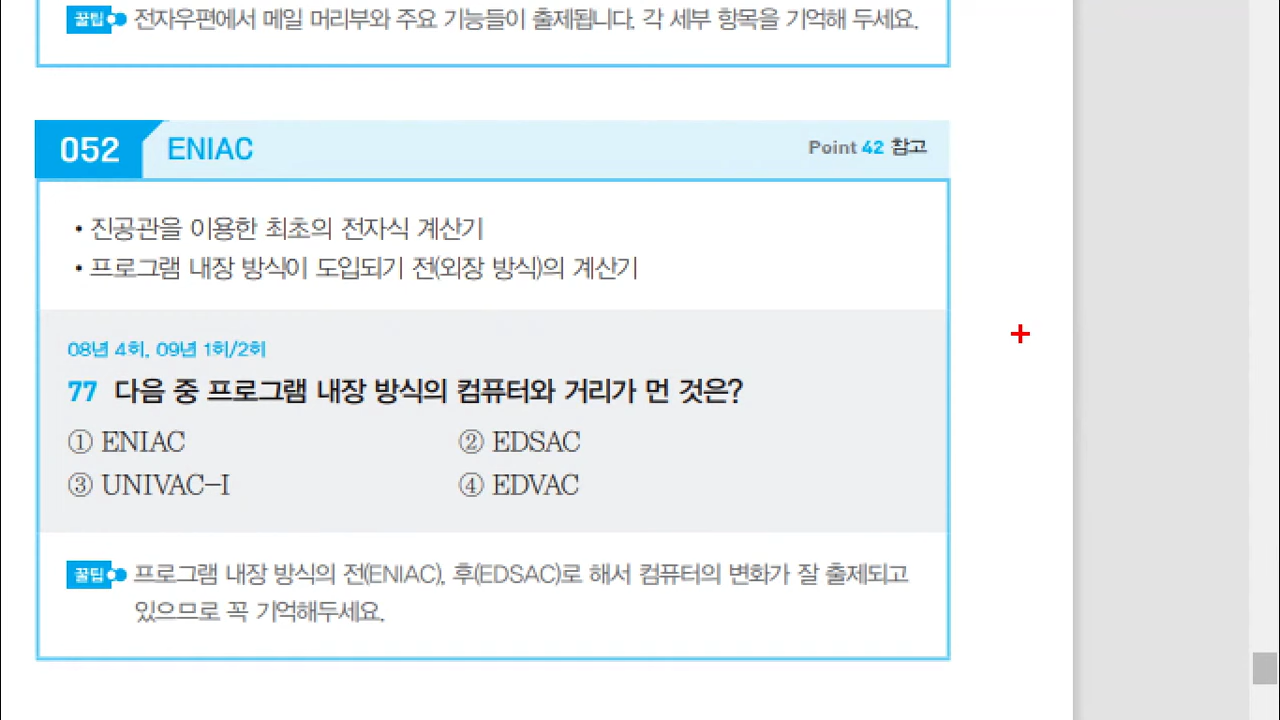 꿀팁 전자우편에서 메일 머리부와 주요 기능들이 출제됩니다. 각 세부 항목을 기억해 두세요.
052 ENIAC Point 42 참고
• 진공관을 이용한 최초의 전자식 계산기
• 프로그램 내장 방식이 도입되기 전(외장 방식)의 계산기
08년 4회, 09년 1회/2회
77 다음 중 프로그램 내장 방식의 컴퓨터와 거리가 먼 것은?
① ENIAC ② EDSAC
③ UNIVAC-I ④ EDVAC
꿀팁 프로그램 내장 방식의 전(ENIAC), 후(EDSAC)로 해서 컴퓨터의 변화가 잘 출제되고
있으므로 꼭 기억해두세요.